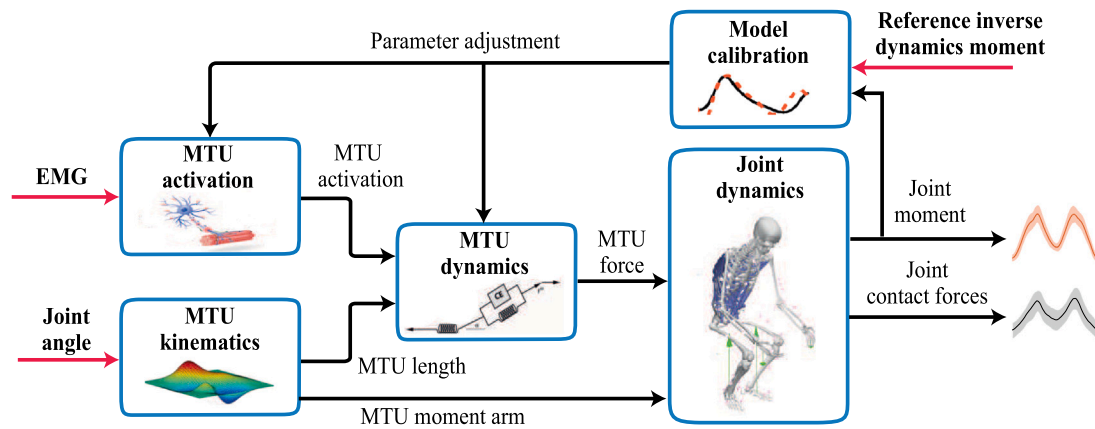 Parameter adjustment
Model
calibration
Reference inverse
dynamics moment
EMG
MTU
activation
MTU
activation
MTU
dynamics
MTU
force
Joint
dynamics
Joint
moment
Joint
contact forces
Joint
angle
MTU
kinematics
MTU length
MTU moment arm